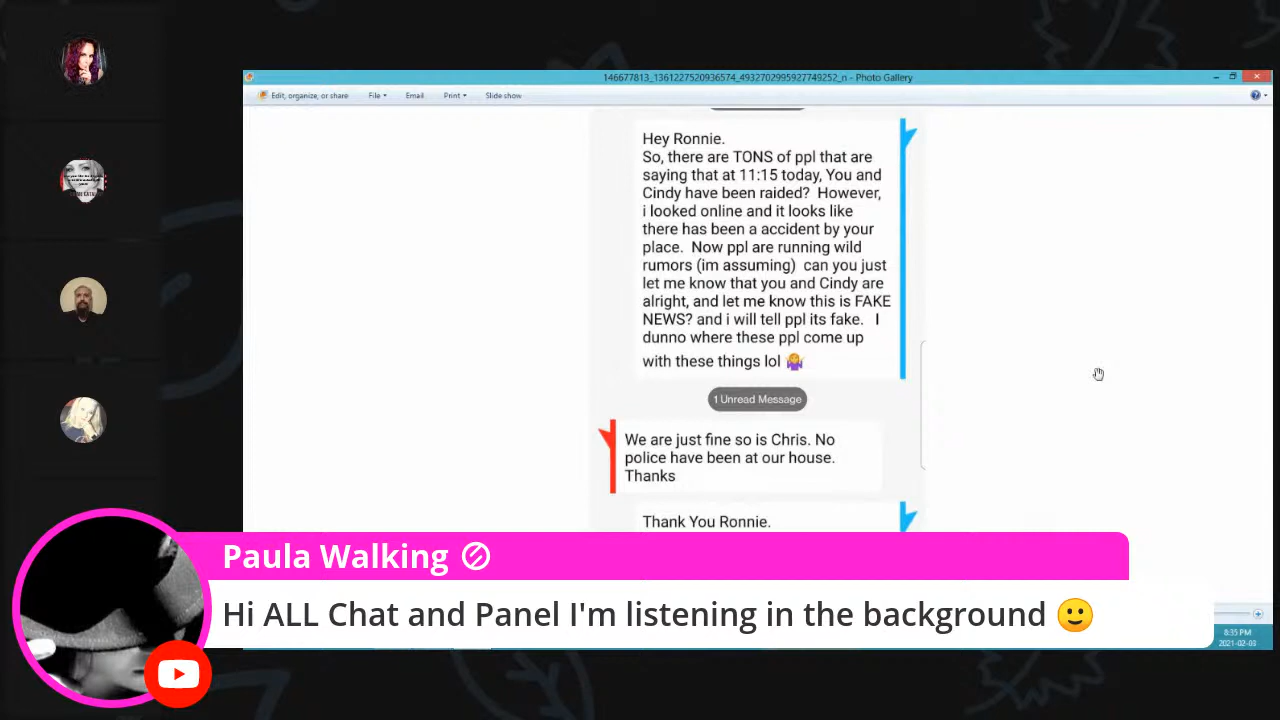 146677813_1361227520936574_4932702995927749252_n - Photo Gallery
Edit, organize, or share
File
Email
Print
Slide show
Hey Ronnie.
So, there are TONS of ppl that are
saying that at 11:15 today, You and
Cindy have been raided?  However,
i looked online and it looks like
there has been a accident by your
place.  Now ppl are running wild
rumors (im assuming)  can you just
let me know that you and Cindy are
alright, and let me know this is FAKE
NEWS? and i will tell ppl its fake.   I
dunno where these ppl come up
with these things lol 🤷‍♀️
1 Unread Message
We are just fine so is Chris. No
police have been at our house.
Thanks
Thank You Ronnie.
Paula Walking
Hi ALL Chat and Panel I'm listening in the background 🙂
8:35 PM
2021-02-03